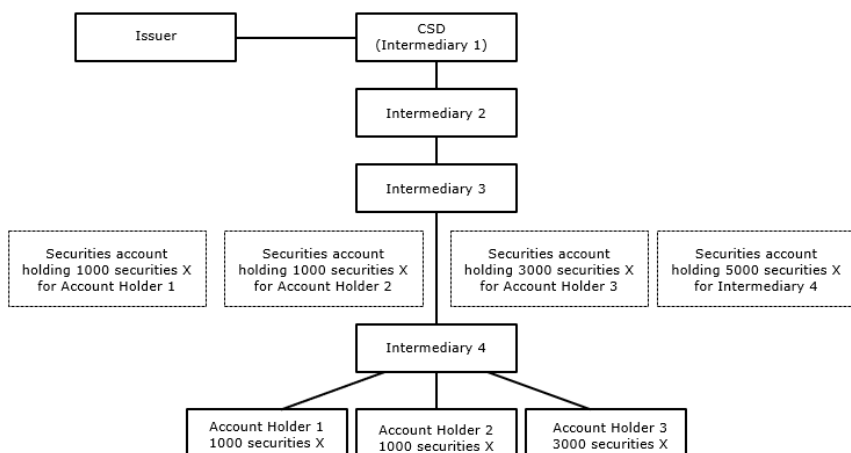 Issuer
CSD
(Intermediary 1)
Intermediary 2
Intermediary 3
Securities account
holding 1000 securities X
for Account Holder 1
Securities account
holding 1000 securities X
for Account Holder 2
Securities account
holding 3000 securities X
for Account Holder 3
Securities account
holding 5000 securities X
for Intermediary 4
Intermediary 4
Account Holder 1
1000 securities X
Account Holder 2
1000 securities X
Account Holder 3
3000 securities X